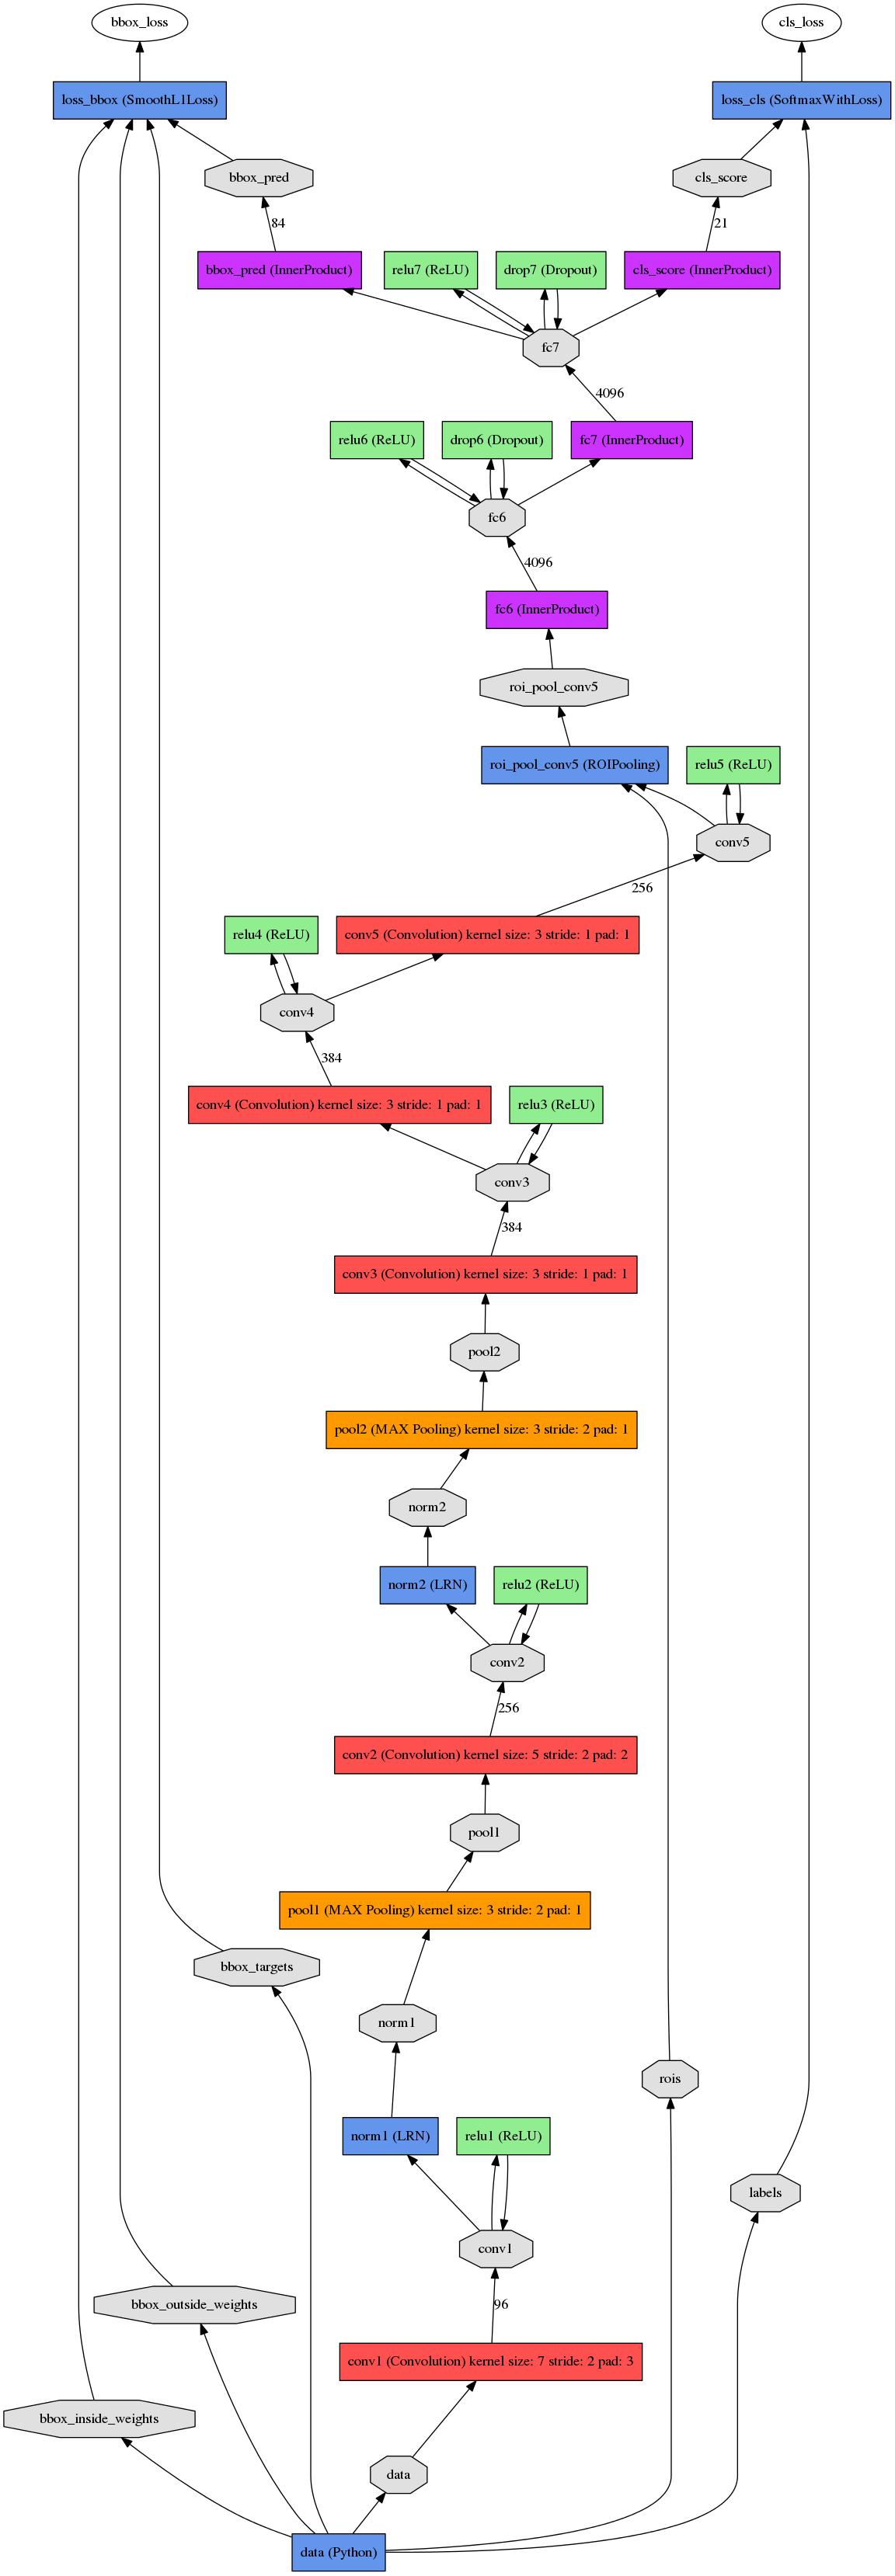 bbox_loss
cls_loss
loss_bbox (SmoothL1Loss)
loss_cls (SoftmaxWithLoss)
bbox_pred
cls_score
84
21
bbox_pred (InnerProduct)
relu7 (ReLU)
drop7 (Dropout)
cls_score (InnerProduct)
fc7
4096
relu6 (ReLU)
drop6 (Dropout)
fc7 (InnerProduct)
fc6
4096
fc6 (InnerProduct)
roi_pool_conv5
roi_pool_conv5 (ROIPooling)
relu5 (ReLU)
conv5
256
relu4 (ReLU)
conv5 (Convolution) kernel size: 3 stride: 1 pad: 1
conv4
384
conv4 (Convolution) kernel size: 3 stride: 1 pad: 1
relu3 (ReLU)
conv3
384
conv3 (Convolution) kernel size: 3 stride: 1 pad: 1
pool2
pool2 (MAX Pooling) kernel size: 3 stride: 2 pad: 1
norm2
norm2 (LRN)
relu2 (ReLU)
conv2
256
conv2 (Convolution) kernel size: 5 stride: 2 pad: 2
pool1
pool1 (MAX Pooling) kernel size: 3 stride: 2 pad: 1
bbox_targets
norm1
rois
norm1 (LRN)
relu1 (ReLU)
labels
conv1
bbox_outside_weights
96
conv1 (Convolution) kernel size: 7 stride: 2 pad: 3
bbox_inside_weights
data
data (Python)